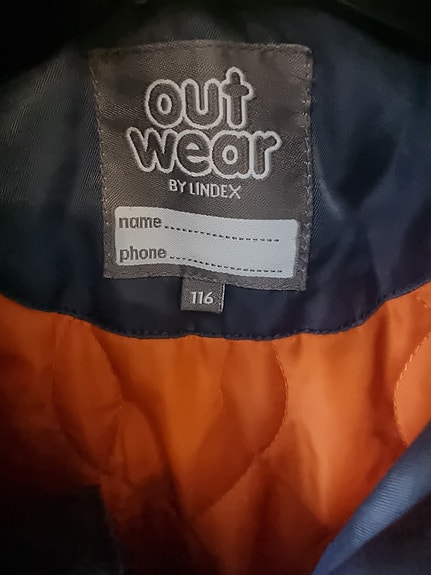 out
wear
BY LINDEX
name..............................
phone.............................
116